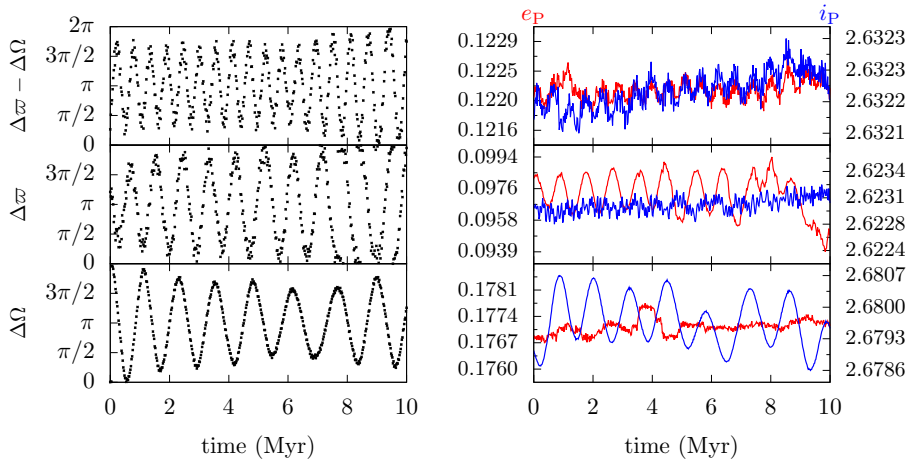 e_P i_P
2π
3π/2
π
π/2
0
Δϖ − ΔΩ
0.1229
0.1225
0.1220
0.1216
2.6323
2.6323
2.6322
2.6321
3π/2
π
π/2
0
Δϖ
0.0994
0.0976
0.0958
0.0939
2.6234
2.6231
2.6228
2.6224
3π/2
π
π/2
0
ΔΩ
0.1781
0.1774
0.1767
0.1760
2.6807
2.6800
2.6793
2.6786
0 2 4 6 8 10
time (Myr)
0 2 4 6 8 10
time (Myr)